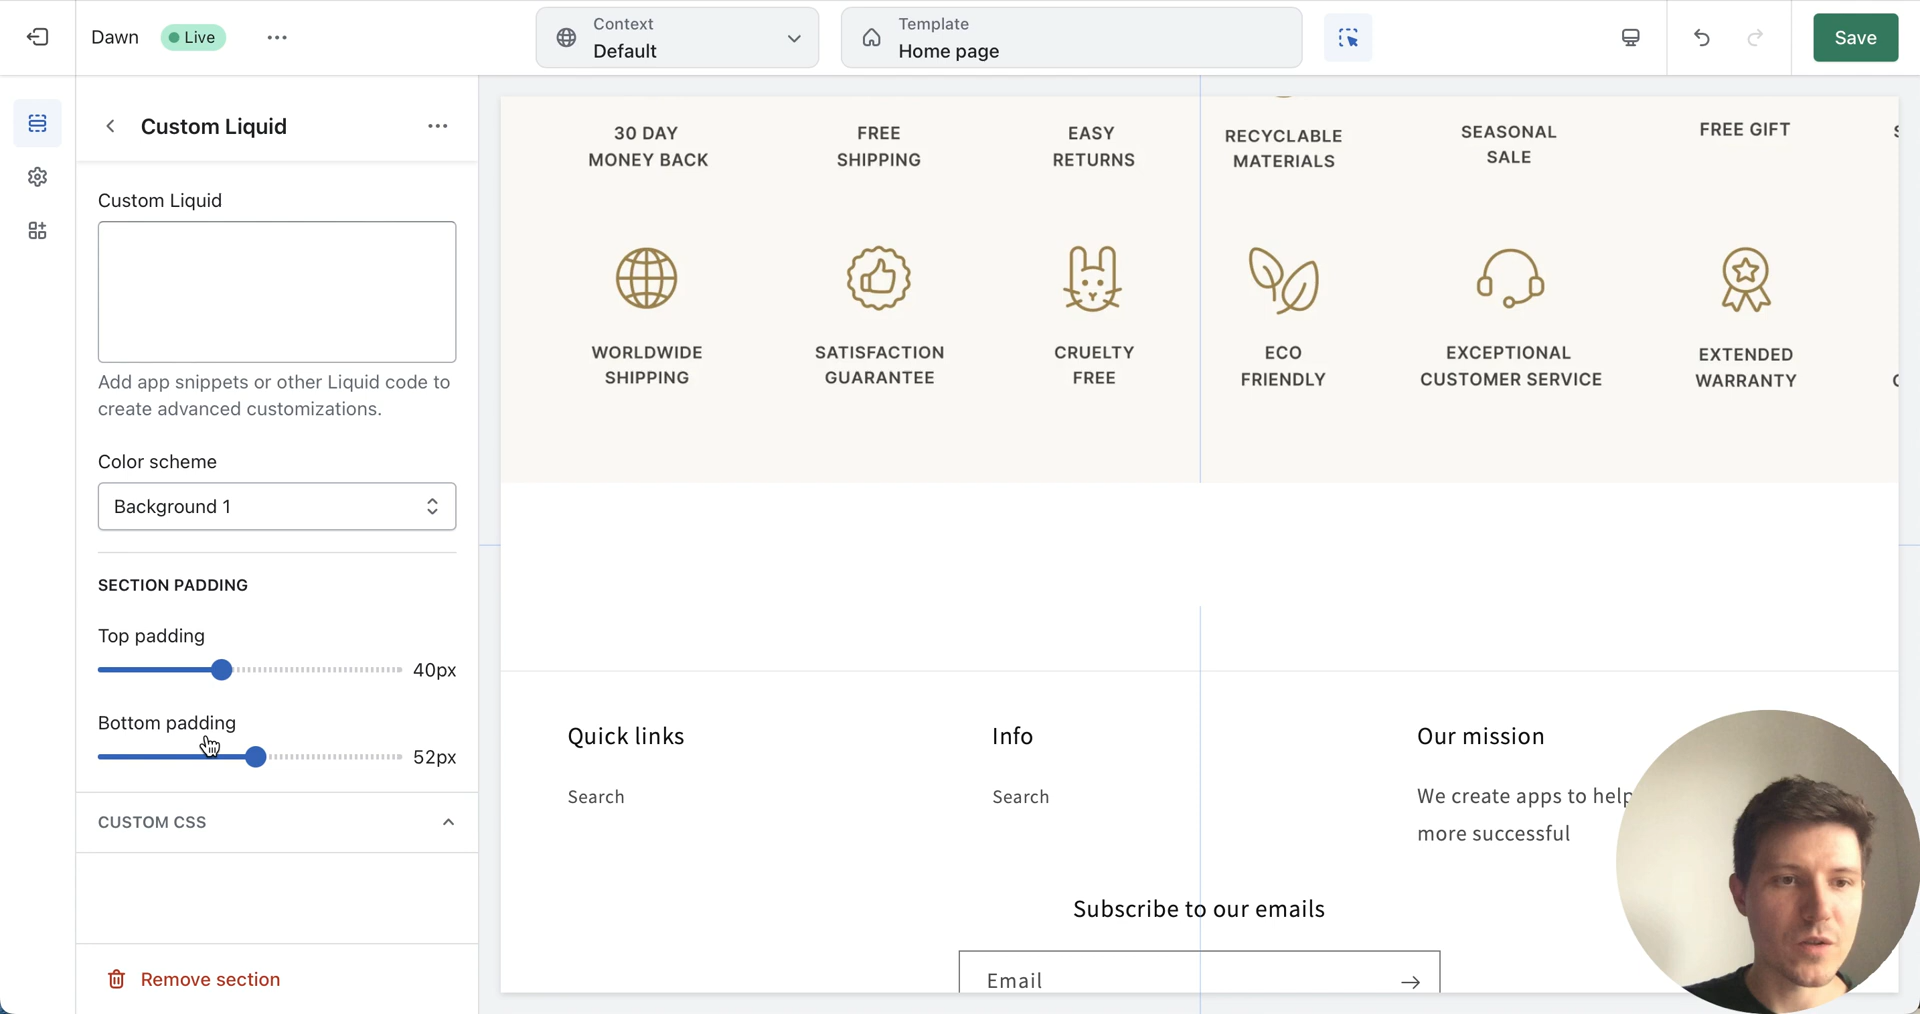 Dawn
Live
Context
Default
Template
Home page
Save
Custom Liquid
Custom Liquid
Add app snippets or other Liquid code to
create advanced customizations.
Color scheme
Background 1
SECTION PADDING
Top padding
40px
Bottom padding
52px
CUSTOM CSS
Remove section
30 DAY
MONEY BACK
FREE
SHIPPING
EASY
RETURNS
RECYCLABLE
MATERIALS
SEASONAL
SALE
FREE GIFT
WORLDWIDE
SHIPPING
SATISFACTION
GUARANTEE
CRUELTY
FREE
ECO
FRIENDLY
EXCEPTIONAL
CUSTOMER SERVICE
EXTENDED
WARRANTY
Quick links
Search
Info
Search
Our mission
We create apps to help
more successful
Subscribe to our emails
Email